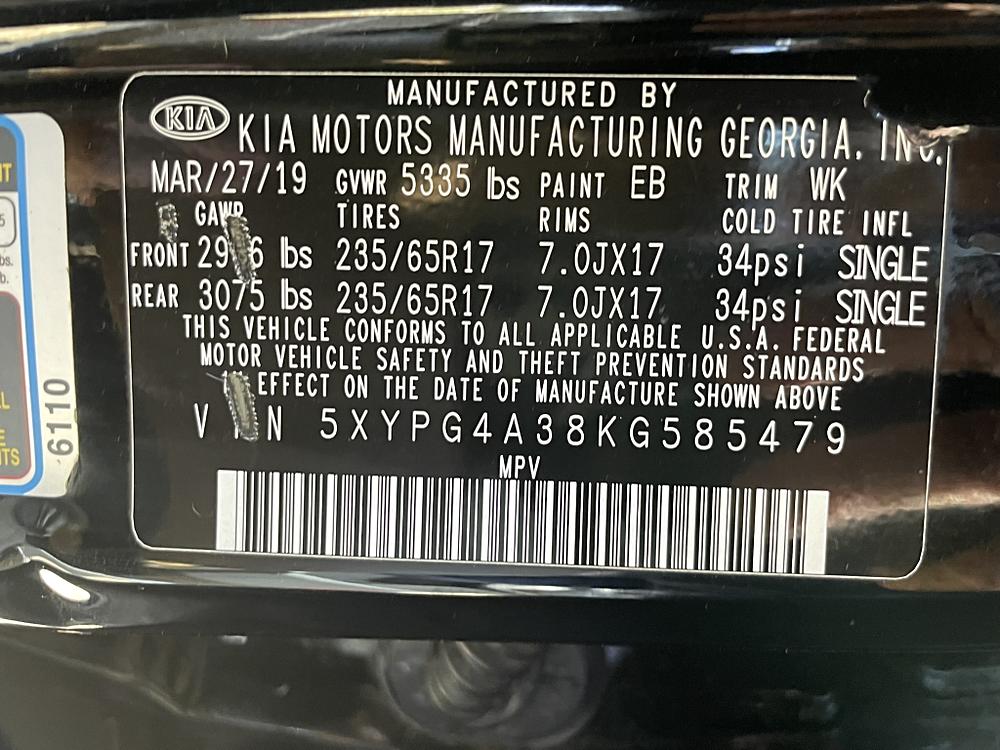 MANUFACTURED BY
KIA KIA MOTORS MANUFACTURING GEORGIA, INC.
MAR/27/19 GVWR 5335 lbs PAINT EB TRIM WK
GAWR TIRES RIMS COLD TIRE INFL
FRONT lbs 235/65R17 7.0JX17 34psi SINGLE
REAR 3075 lbs 235/65R17 7.0JX17 34psi SINGLE
THIS VEHICLE CONFORMS TO ALL APPLICABLE U.S.A. FEDERAL
MOTOR VEHICLE SAFETY AND THEFT PREVENTION STANDARDS
EFFECT ON THE DATE OF MANUFACTURE SHOWN ABOVE
VIN 5XYPG4A38KG585479
MPV
6110